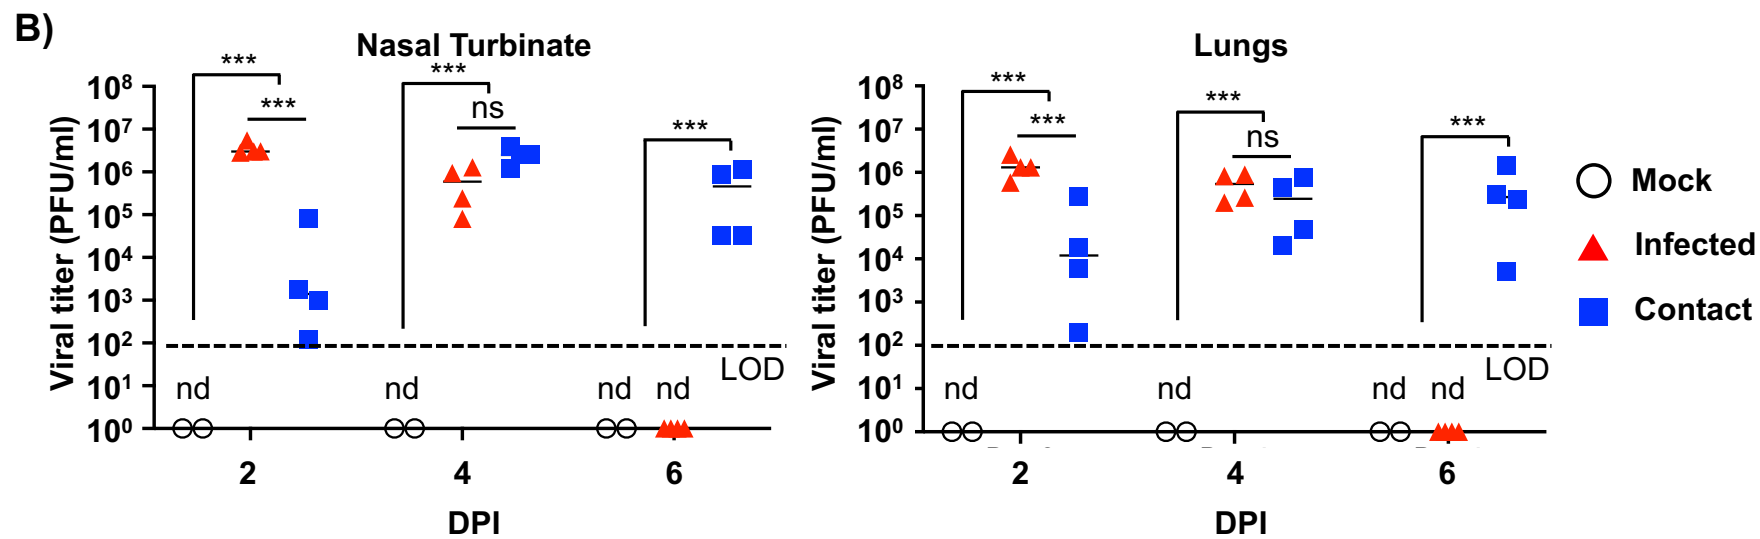 B)
Nasal Turbinate
Viral titer (PFU/ml)
10⁸
10⁷
10⁶
10⁵
10⁴
10³
10²
10¹
10⁰
***
***
***
ns
***
nd
nd
nd
nd
LOD
2
4
6
DPI
Lungs
Viral titer (PFU/ml)
10⁸
10⁷
10⁶
10⁵
10⁴
10³
10²
10¹
10⁰
***
***
***
ns
***
nd
nd
nd
nd
LOD
2
4
6
DPI
Mock
Infected
Contact